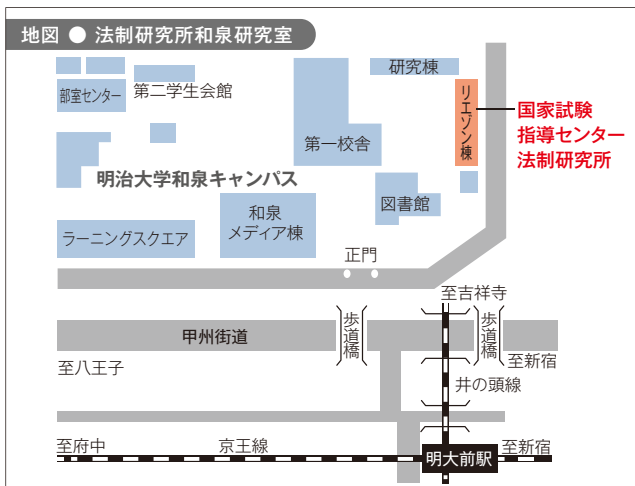 地図 ● 法制研究所和泉研究室
部室センター
第二学生会館
研究棟
リエゾン棟
国家試験
指導センター
法制研究所
第一校舎
明治大学和泉キャンパス
図書館
和泉
メディア棟
ラーニングスクエア
正門
至吉祥寺
歩道橋
歩道橋
甲州街道
至八王子
至新宿
井の頭線
至府中
京王線
明大前駅
至新宿